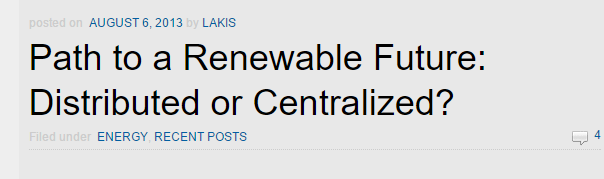 posted on AUGUST 6, 2013 by LAKIS
Path to a Renewable Future:
Distributed or Centralized?
Filed under ENERGY, RECENT POSTS 4